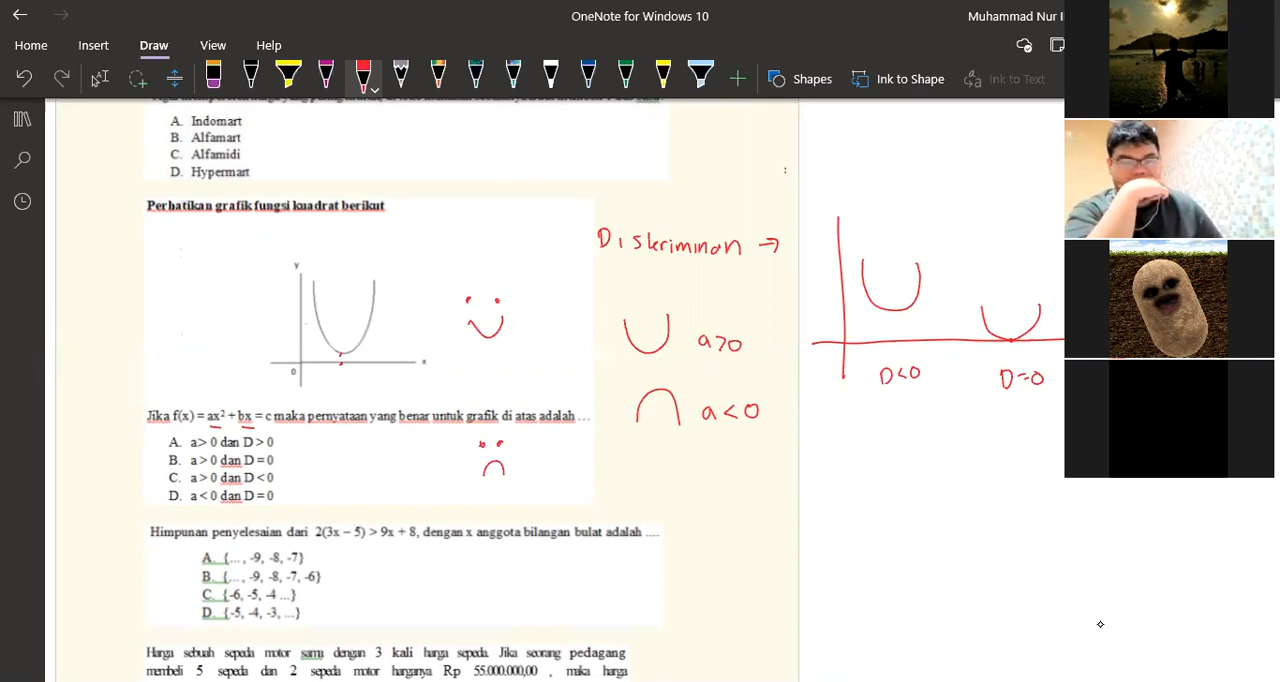 OneNote for Windows 10
Muhammad Nur I
Home Insert Draw View Help
Shapes Ink to Shape Ink to Text
A. Indomart
B. Alfamart
C. Alfamidi
D. Hypermart
Perhatikan grafik fungsi kuadrat berikut
y
0
x
Jika f(x) = ax² + bx = c maka pernyataan yang benar untuk grafik di atas adalah ...
A. a> 0 dan D > 0
B. a > 0 dan D = 0
C. a > 0 dan D < 0
D. a < 0 dan D = 0
Diskriminan →
a>0
a<0
D<0
D=0
Himpunan penyelesaian dari 2(3x – 5) > 9x + 8, dengan x anggota bilangan bulat adalah ....
A. {..., -9, -8, -7}
B. {..., -9, -8, -7, -6}
C. {-6, -5, -4 ...}
D. {-5, -4, -3, ...}
Harga sebuah sepeda motor sama dengan 3 kali harga sepeda. Jika seorang pedagang
membeli 5 sepeda dan 2 sepeda motor harganya Rp 55.000.000,00 , maka harga